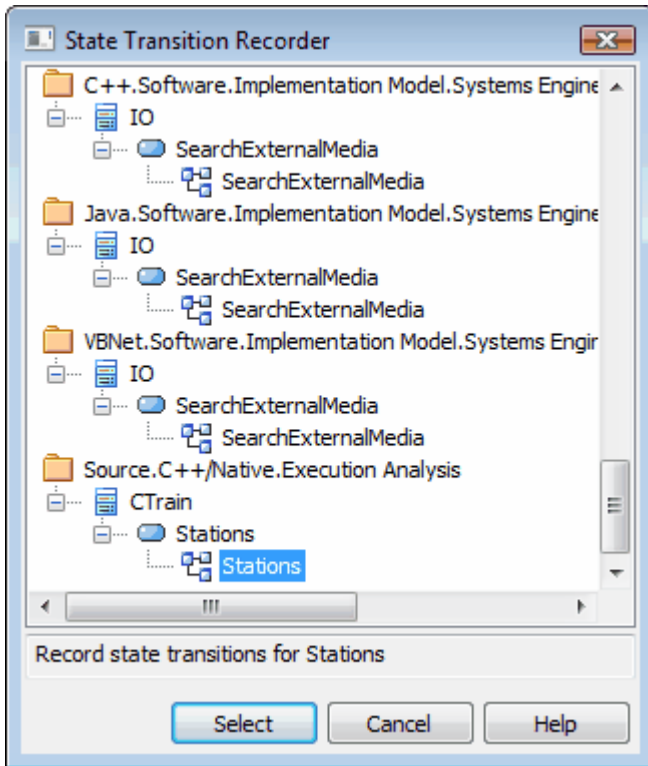 State Transition Recorder
C++.Software.Implementation Model.Systems Engine
IO
SearchExternalMedia
SearchExternalMedia
Java.Software.Implementation Model.Systems Engine
IO
SearchExternalMedia
SearchExternalMedia
VBNet.Software.Implementation Model.Systems Engir
IO
SearchExternalMedia
SearchExternalMedia
Source.C++/Native.Execution Analysis
CTrain
Stations
Stations
Record state transitions for Stations
Select Cancel Help